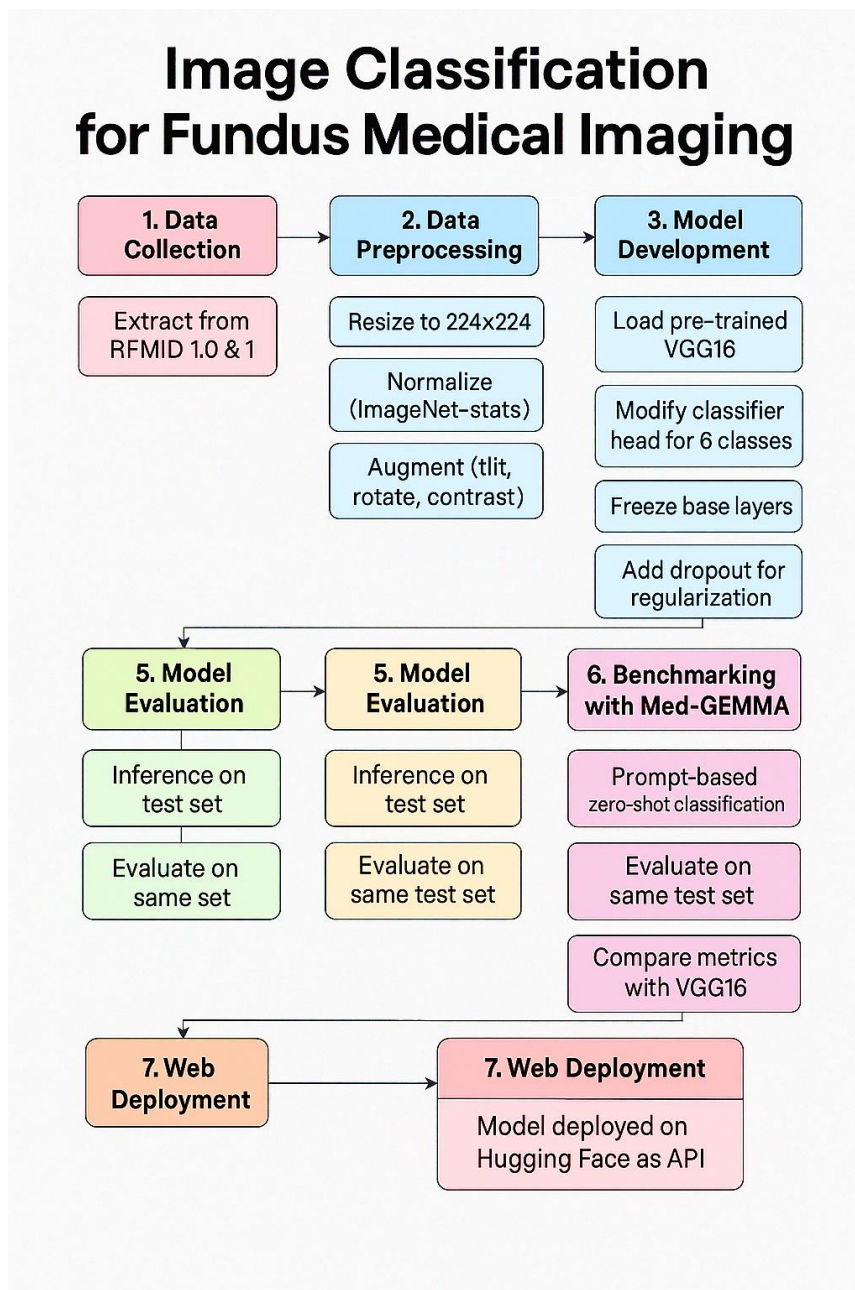 Image Classification
for Fundus Medical Imaging
1. Data
Collection
Extract from
RFMID 1.0 & 1
2. Data
Preprocessing
Resize to 224x224
Normalize
(ImageNet-stats)
Augment (tlit,
rotate, contrast)
3. Model
Development
Load pre-trained
VGG16
Modify classifier
head for 6 classes
Freeze base layers
Add dropout for
regularization
5. Model
Evaluation
Inference on
test set
Evaluate on
same set
5. Model
Evaluation
Inference on
test set
Evaluate on
same test set
6. Benchmarking
with Med-GEMMA
Prompt-based
zero-shot classification
Evaluate on
same test set
Compare metrics
with VGG16
7. Web
Deployment
7. Web Deployment
Model deployed on
Hugging Face as API